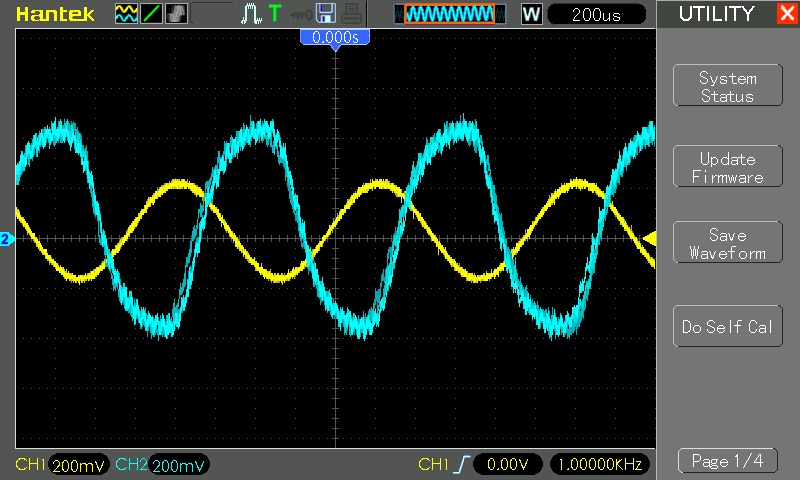 Hantek
T
W
200us
UTILITY
0.000s
System
Status
Update
Firmware
Save
Waveform
Do Self Cal
2
CH1 200mV CH2 200mV CH1 0.00V 1.00000KHz
Page 1/4